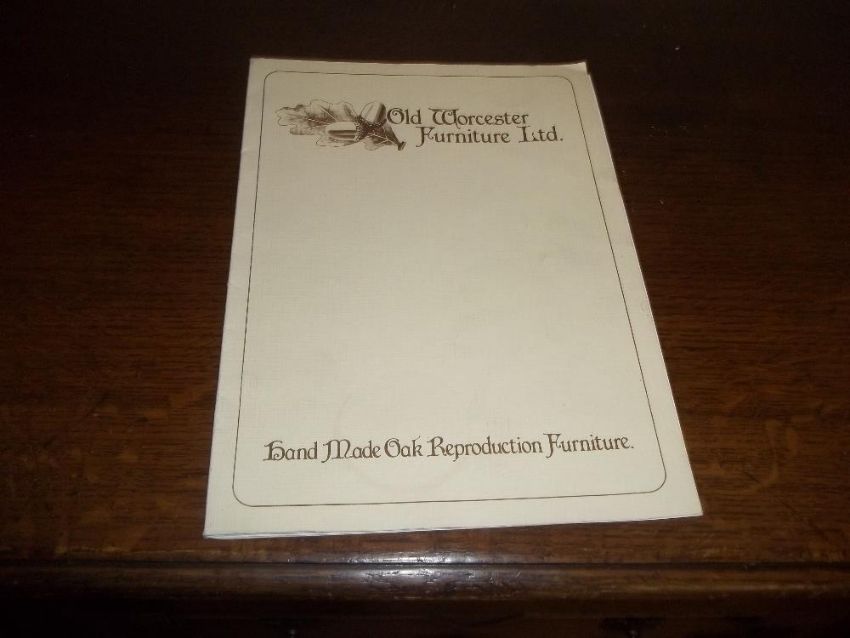 Old Worcester
Furniture Ltd.
Hand Made Oak Reproduction Furniture.